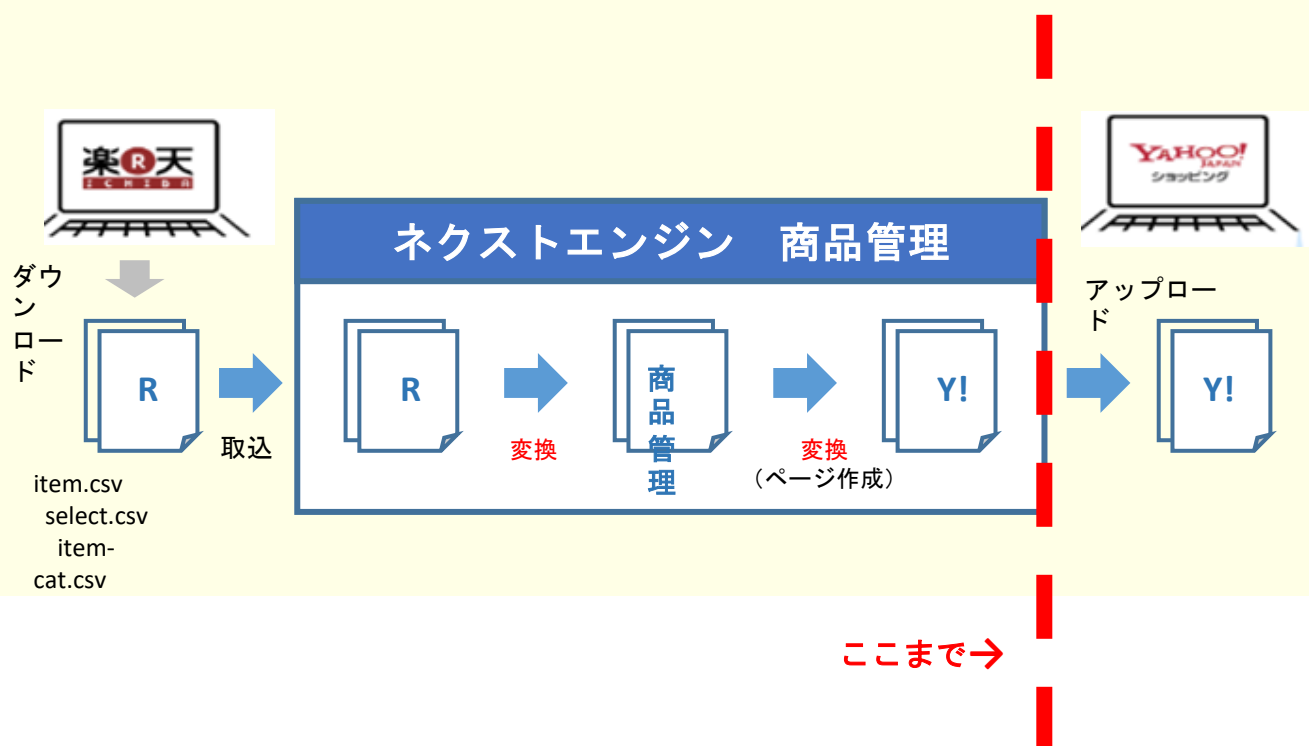 楽R天
ICHIBA
YAHOO!
JAPAN
ショッピング
ネクストエンジン　商品管理
ダウ
ン
ロー
ド
アップロー
ド
R
R
商
品
管
理
Y!
Y!
取込
変換
変換
（ページ作成）
item.csv
select.csv
item-
cat.csv
ここまで→